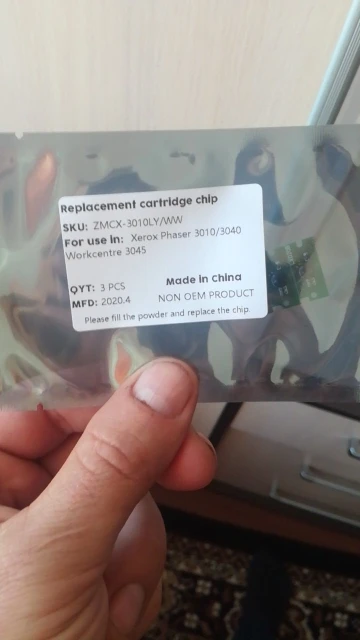 Replacement cartridge chip
SKU: ZMCX-3010LY/WW
For use in: Xerox Phaser 3010/3040
Workcentre 3045
QYT: 3 PCS
Made in China
MFD: 2020.4
NON OEM PRODUCT
Please fill the powder and replace the chip.